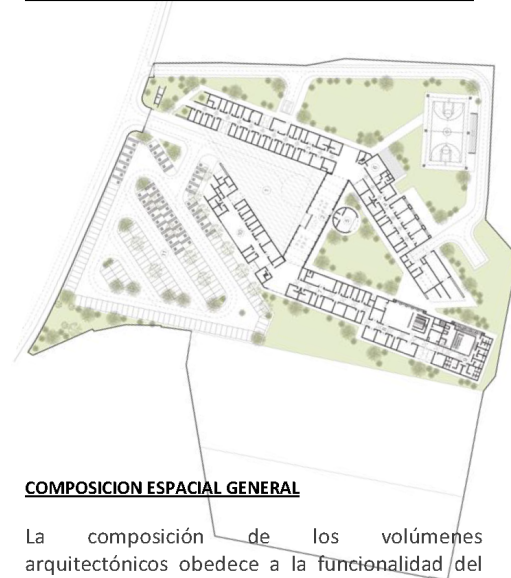 COMPOSICION ESPACIAL GENERAL
La composición de los volúmenes
arquitectónicos obedece a la funcionalidad del